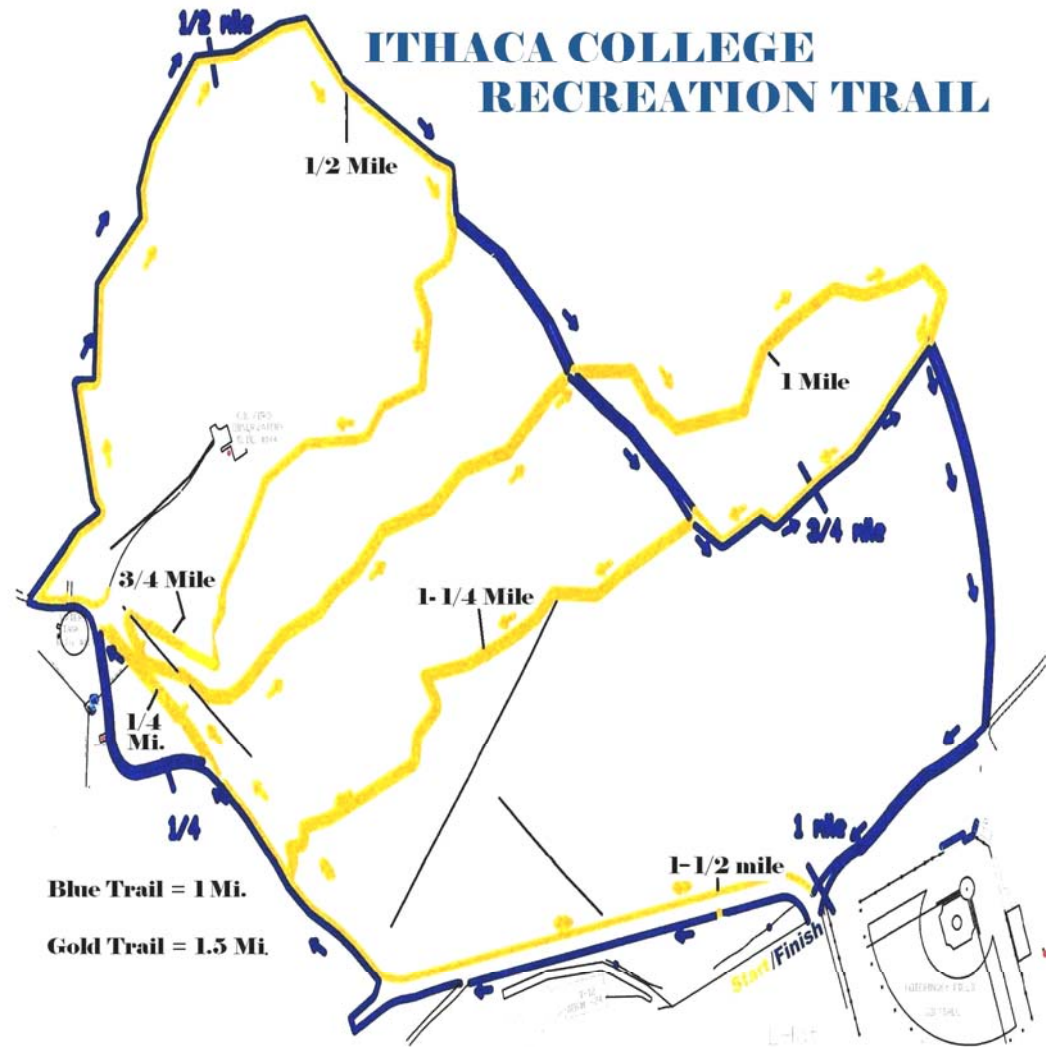 ITHACA COLLEGE
RECREATION TRAIL
1/2 mile
1/2 Mile
1 Mile
3/4 mile
3/4 Mile
1-1/4 Mile
1/4
Mi.
1/4
1 mile
1-1/2 mile
Blue Trail = 1 Mi.
Gold Trail = 1.5 Mi.
Start/Finish